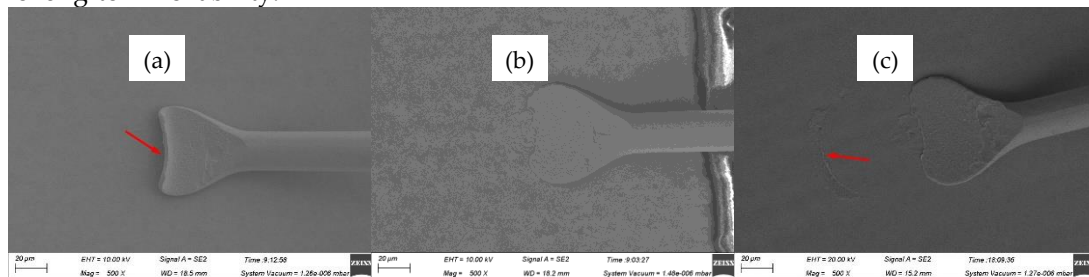 (a)
(b)
(c)
20 μm
EHT = 10.00 kV
Signal A = SE2
Time :9:12:58
Mag = 500 X
WD = 18.5 mm
System Vacuum = 1.26e-006 mbar
ZEISS
20 μm
EHT = 10.00 kV
Signal A = SE2
Time :9:03:27
Mag = 500 X
WD = 18.2 mm
System Vacuum = 1.48e-006 mbar
ZEISS
20 μm
EHT = 20.00 kV
Signal A = SE2
Time :18:09:36
Mag = 500 X
WD = 15.2 mm
System Vacuum = 1.27e-006 mbar
ZEISS